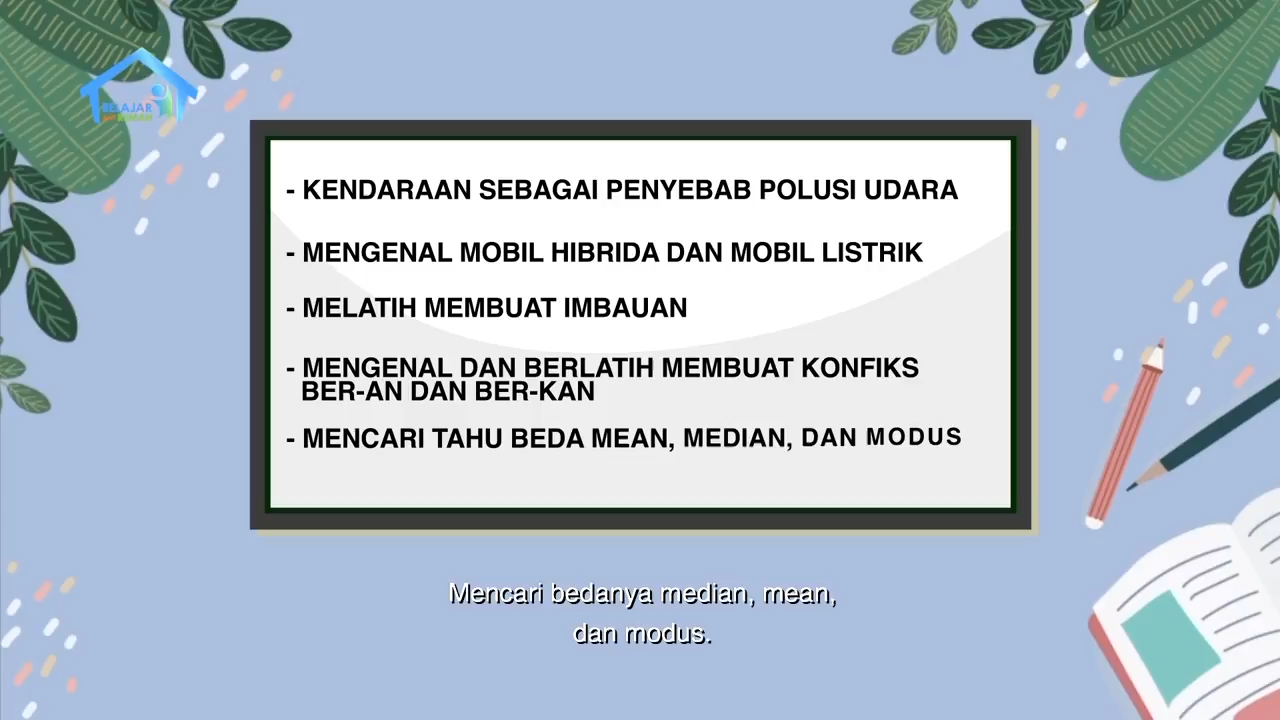 BELAJAR
dari RUMAH
- KENDARAAN SEBAGAI PENYEBAB POLUSI UDARA
- MENGENAL MOBIL HIBRIDA DAN MOBIL LISTRIK
- MELATIH MEMBUAT IMBAUAN
- MENGENAL DAN BERLATIH MEMBUAT KONFIKS
BER-AN DAN BER-KAN
- MENCARI TAHU BEDA MEAN, MEDIAN, DAN MODUS
Mencari bedanya median, mean,
dan modus.